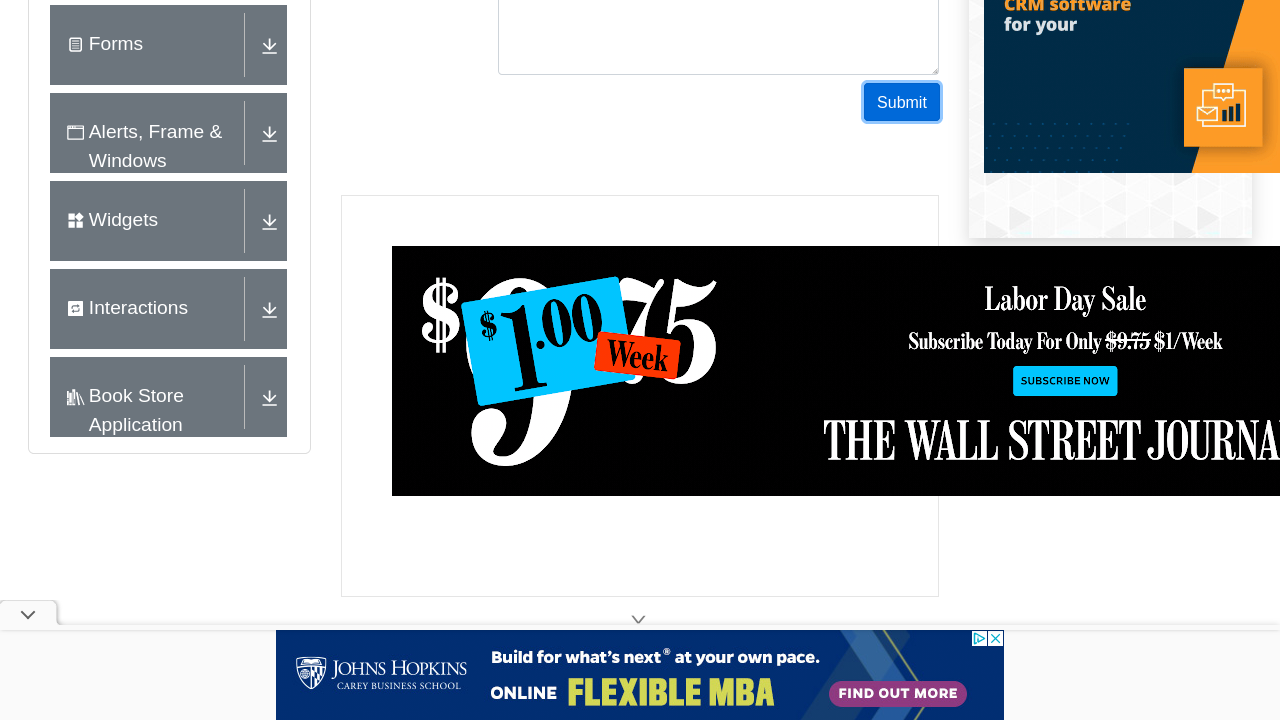 Forms
Alerts, Frame &
Windows
Widgets
Interactions
Book Store
Application
Submit
CRM software
for your
$9.75
$1.00
Week
Labor Day Sale
Subscribe Today For Only $9.75 $1/Week
SUBSCRIBE NOW
THE WALL STREET JOURNA
JOHNS HOPKINS
CAREY BUSINESS SCHOOL
Build for what's next® at your own pace.
ONLINE FLEXIBLE MBA
FIND OUT MORE